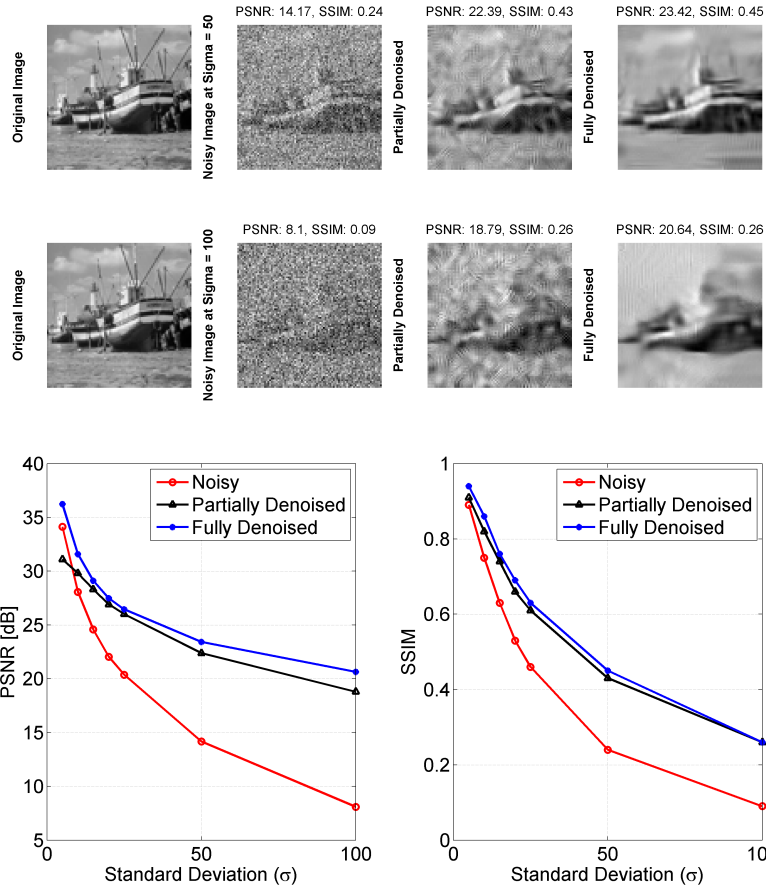 PSNR: 14.17, SSIM: 0.24
PSNR: 22.39, SSIM: 0.43
PSNR: 23.42, SSIM: 0.45
Original Image
Noisy Image at Sigma = 50
Partially Denoised
Fully Denoised
PSNR: 8.1, SSIM: 0.09
PSNR: 18.79, SSIM: 0.26
PSNR: 20.64, SSIM: 0.26
Original Image
Noisy Image at Sigma = 100
Partially Denoised
Fully Denoised
PSNR [dB]
40
35
30
25
20
15
10
5
0
50
100
Standard Deviation (σ)
Noisy
Partially Denoised
Fully Denoised
SSIM
1
0.8
0.6
0.4
0.2
0
0
50
10
Standard Deviation (σ)
Noisy
Partially Denoised
Fully Denoised